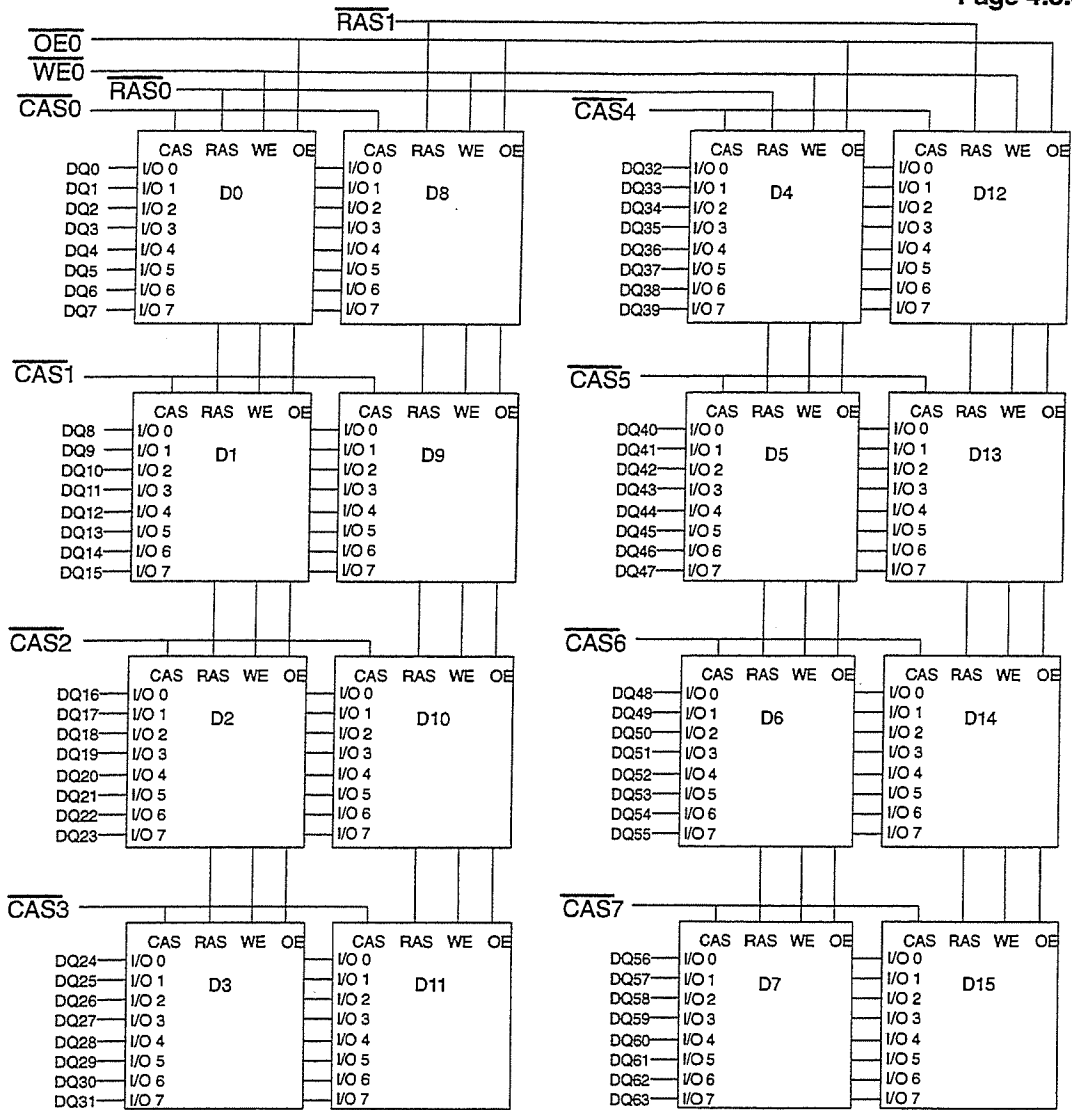 Page 4.5.
RAS1
OE0
WE0
RAS0
CAS0 CAS4
CAS RAS WE OE CAS RAS WE OE CAS RAS WE OE CAS RAS WE OE
DQ0 I/O 0 I/O 0 DQ32 I/O 0 I/O 0
DQ1 I/O 1 D0 I/O 1 D8 DQ33 I/O 1 D4 I/O 1 D12
DQ2 I/O 2 I/O 2 DQ34 I/O 2 I/O 2
DQ3 I/O 3 I/O 3 DQ35 I/O 3 I/O 3
DQ4 I/O 4 I/O 4 DQ36 I/O 4 I/O 4
DQ5 I/O 5 I/O 5 DQ37 I/O 5 I/O 5
DQ6 I/O 6 I/O 6 DQ38 I/O 6 I/O 6
DQ7 I/O 7 I/O 7 DQ39 I/O 7 I/O 7
CAS1 CAS5
CAS RAS WE OE CAS RAS WE OE CAS RAS WE OE CAS RAS WE OE
DQ8 I/O 0 I/O 0 DQ40 I/O 0 I/O 0
DQ9 I/O 1 D1 I/O 1 D9 DQ41 I/O 1 D5 I/O 1 D13
DQ10 I/O 2 I/O 2 DQ42 I/O 2 I/O 2
DQ11 I/O 3 I/O 3 DQ43 I/O 3 I/O 3
DQ12 I/O 4 I/O 4 DQ44 I/O 4 I/O 4
DQ13 I/O 5 I/O 5 DQ45 I/O 5 I/O 5
DQ14 I/O 6 I/O 6 DQ46 I/O 6 I/O 6
DQ15 I/O 7 I/O 7 DQ47 I/O 7 I/O 7
CAS2 CAS6
CAS RAS WE OE CAS RAS WE OE CAS RAS WE OE CAS RAS WE OE
DQ16 I/O 0 I/O 0 DQ48 I/O 0 I/O 0
DQ17 I/O 1 D2 I/O 1 D10 DQ49 I/O 1 D6 I/O 1 D14
DQ18 I/O 2 I/O 2 DQ50 I/O 2 I/O 2
DQ19 I/O 3 I/O 3 DQ51 I/O 3 I/O 3
DQ20 I/O 4 I/O 4 DQ52 I/O 4 I/O 4
DQ21 I/O 5 I/O 5 DQ53 I/O 5 I/O 5
DQ22 I/O 6 I/O 6 DQ54 I/O 6 I/O 6
DQ23 I/O 7 I/O 7 DQ55 I/O 7 I/O 7
CAS3 CAS7
CAS RAS WE OE CAS RAS WE OE CAS RAS WE OE CAS RAS WE OE
DQ24 I/O 0 I/O 0 DQ56 I/O 0 I/O 0
DQ25 I/O 1 D3 I/O 1 D11 DQ57 I/O 1 D7 I/O 1 D15
DQ26 I/O 2 I/O 2 DQ58 I/O 2 I/O 2
DQ27 I/O 3 I/O 3 DQ59 I/O 3 I/O 3
DQ28 I/O 4 I/O 4 DQ60 I/O 4 I/O 4
DQ29 I/O 5 I/O 5 DQ61 I/O 5 I/O 5
DQ30 I/O 6 I/O 6 DQ62 I/O 6 I/O 6
DQ31 I/O 7 I/O 7 DQ63 I/O 7 I/O 7